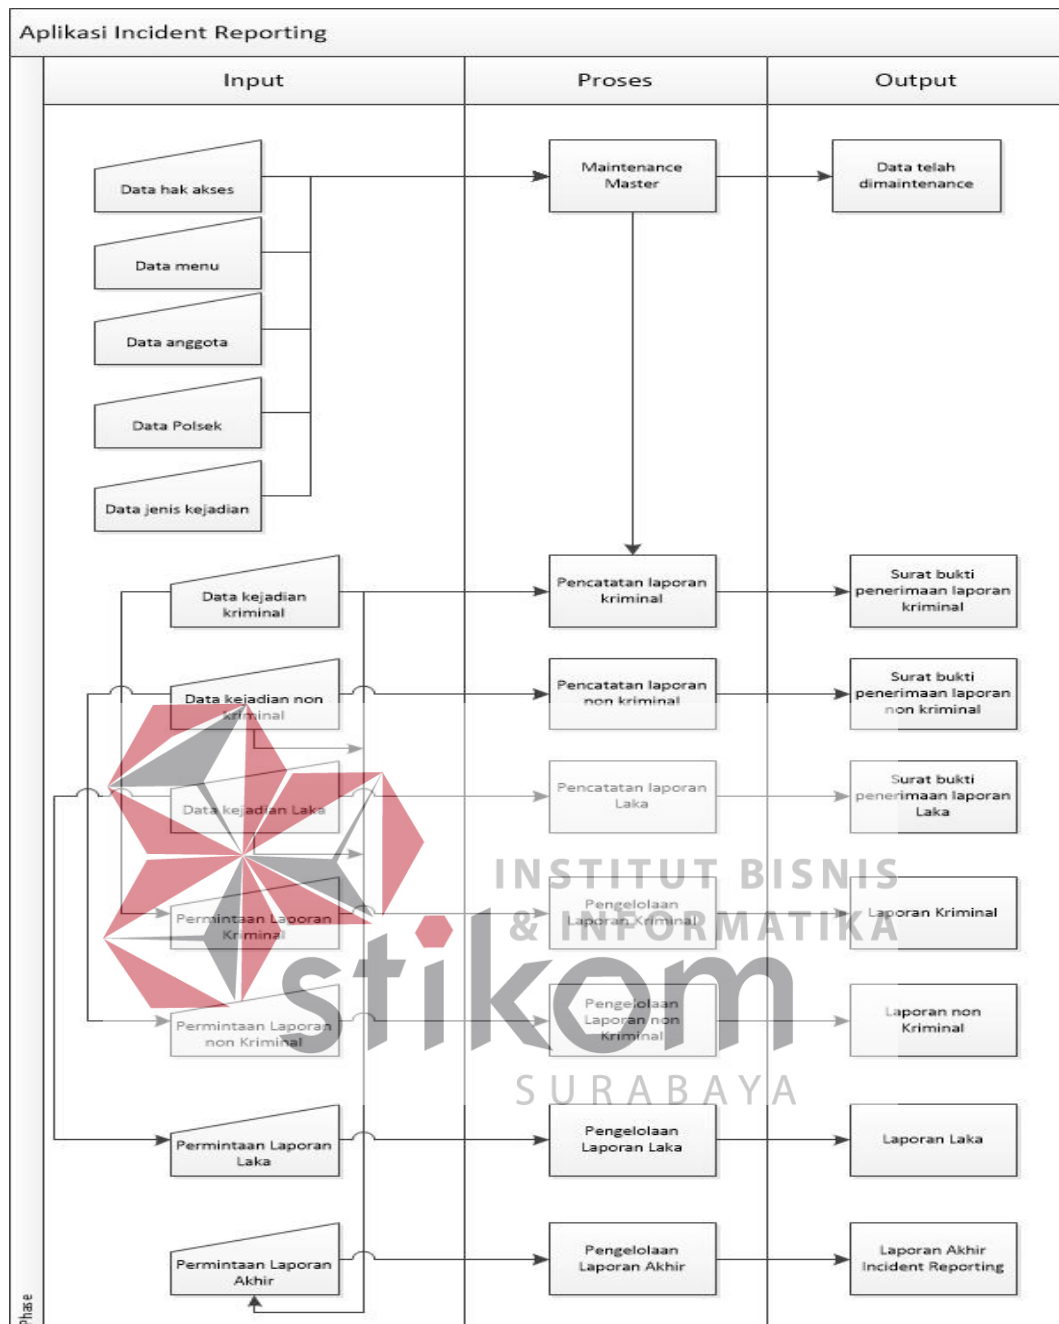 Aplikasi Incident Reporting
Input
Proses
Output
Data hak akses
Maintenance
Master
Data telah
dimaintenance
Data menu
Data anggota
Data Polsek
Data jenis kejadian
Data kejadian
kriminal
Pencatatan laporan
kriminal
Surat bukti
penerimaan laporan
kriminal
Data kejadian non
kriminal
Pencatatan laporan
non kriminal
Surat bukti
penerimaan laporan
non kriminal
Data kejadian Laka
Pencatatan laporan
Laka
Surat bukti
penerimaan laporan
Laka
Permintaan Laporan
Kriminal
Pengelolaan
Laporan Kriminal
Laporan Kriminal
Permintaan Laporan
non Kriminal
Pengelolaan
Laporan non
Kriminal
Laporan non
Kriminal
Permintaan Laporan
Laka
Pengelolaan
Laporan Laka
Laporan Laka
Permintaan Laporan
Akhir
Pengelolaan
Laporan Akhir
Laporan Akhir
Incident Reporting
Phase
INSTITUT BISNIS
& INFORMATIKA
stikom
SURABAYA